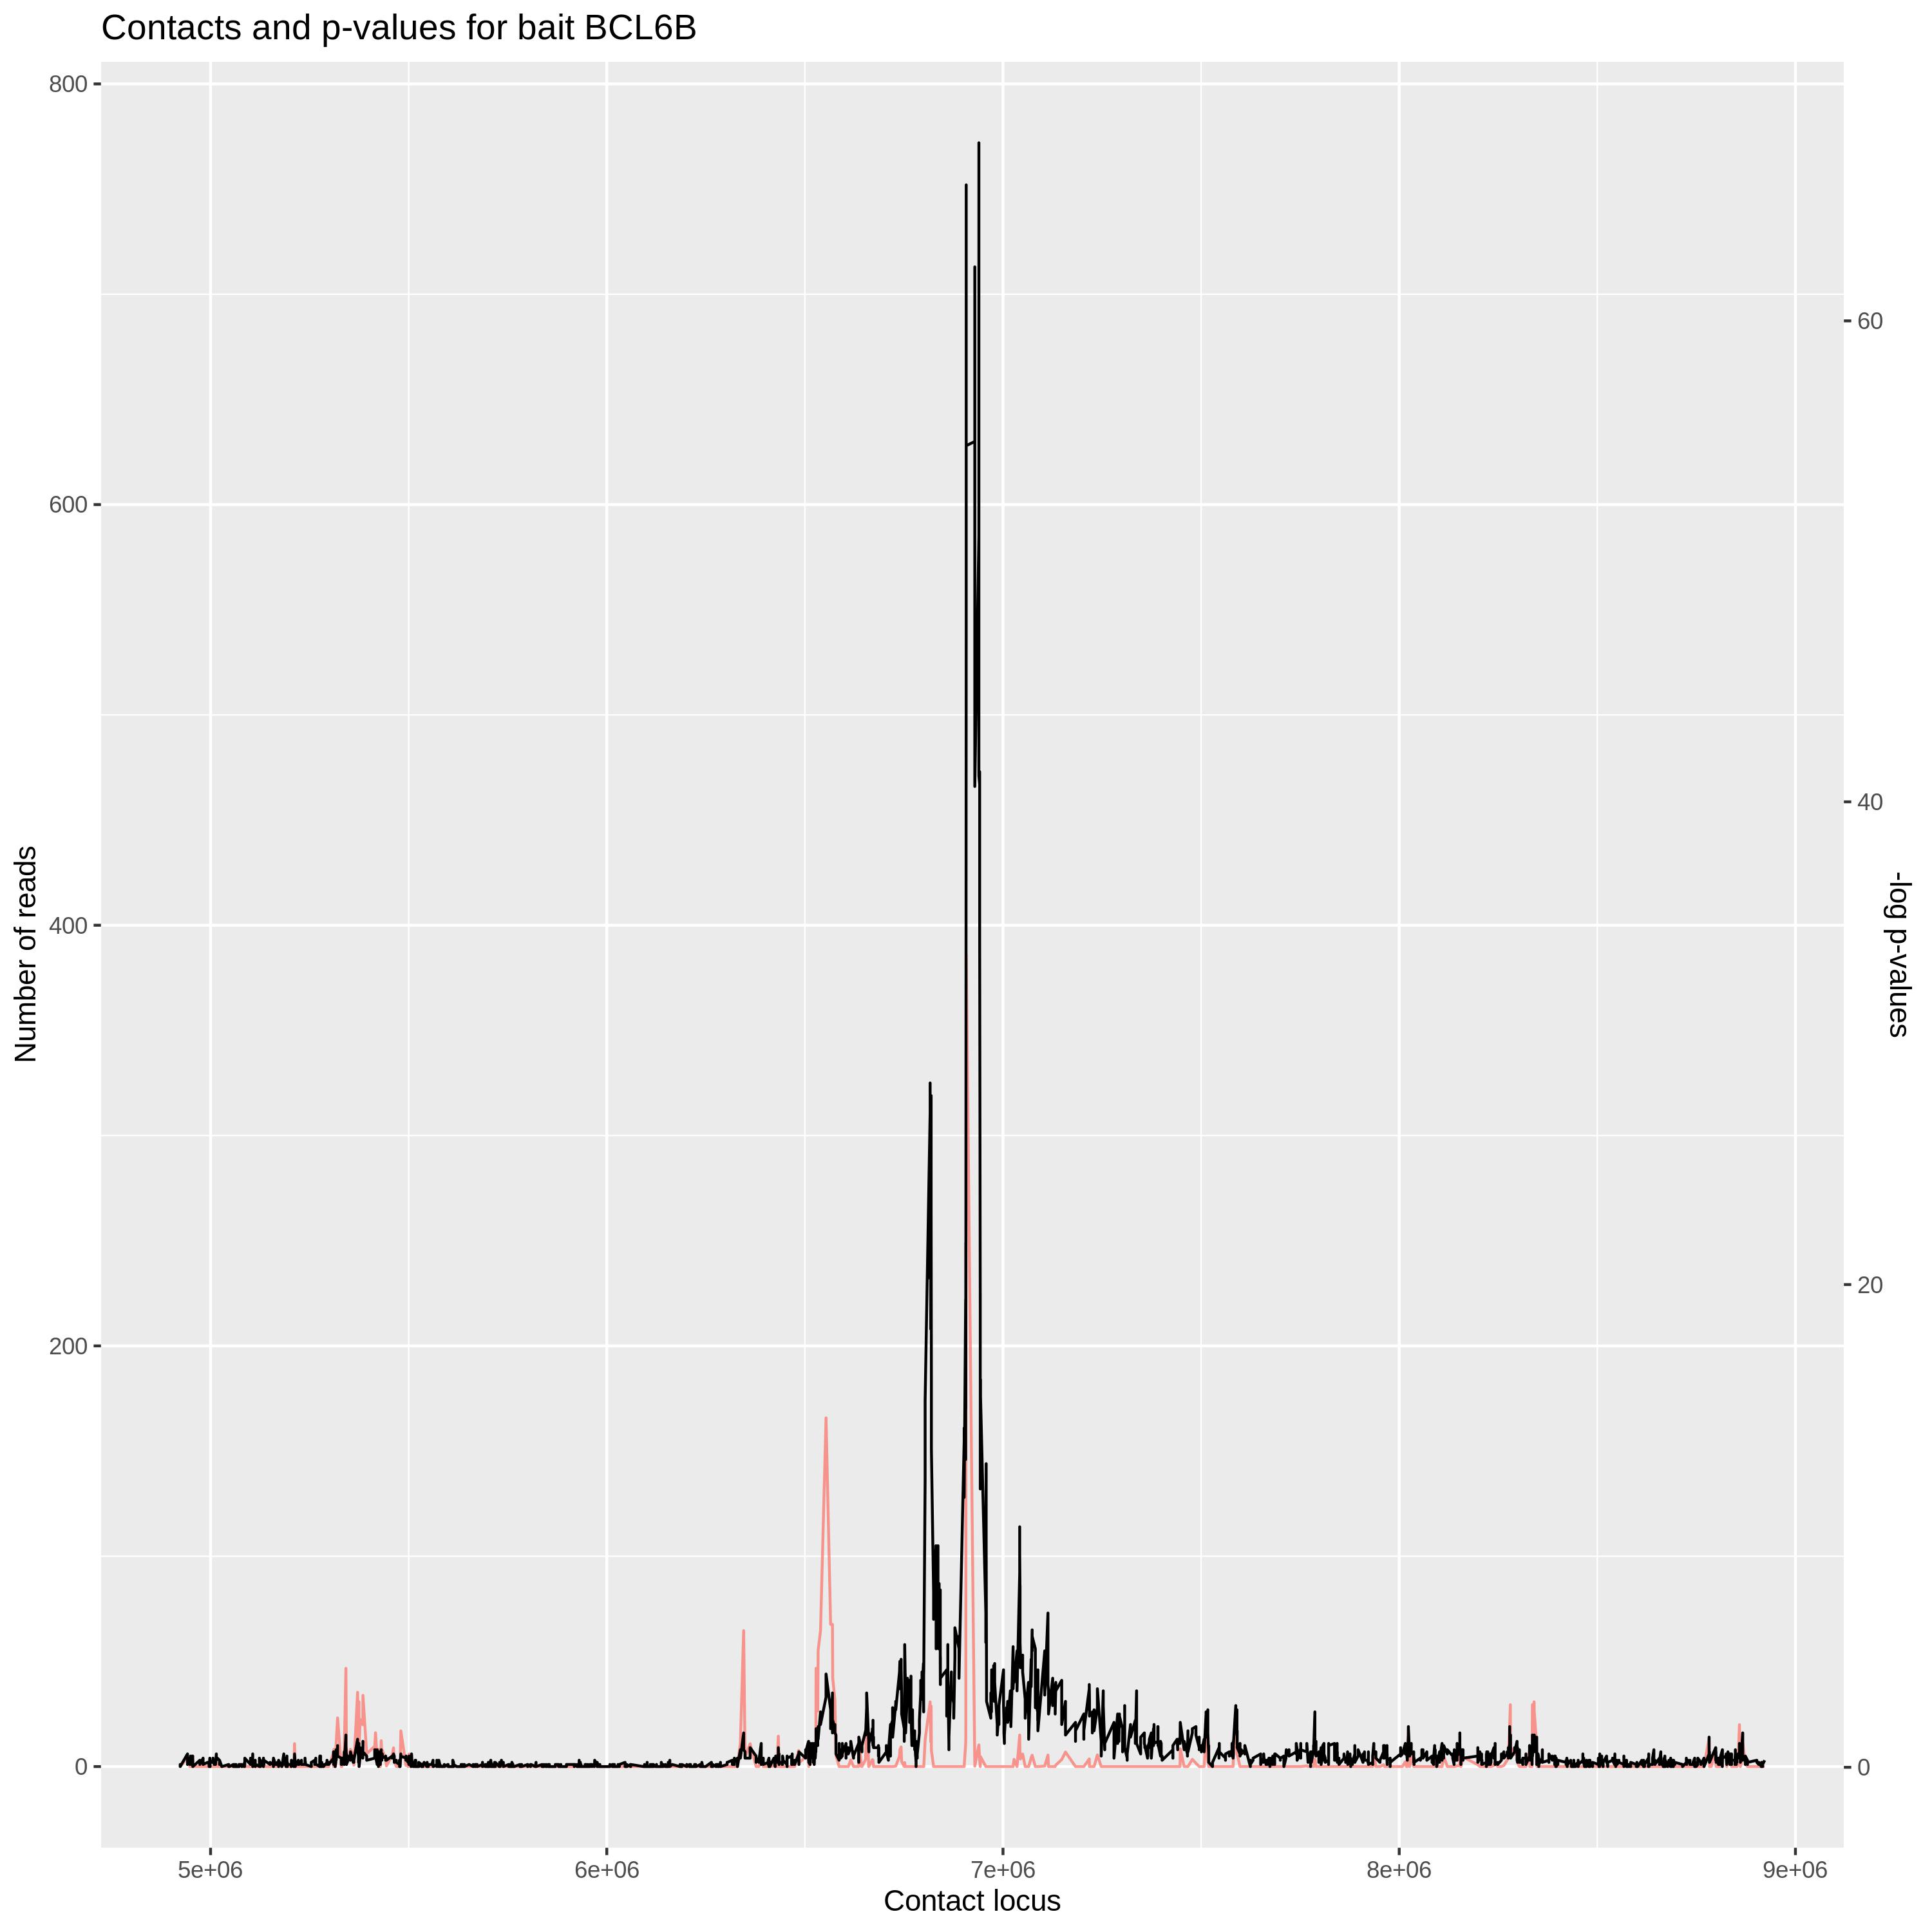 Contacts and p-values for bait BCL6B
800
600
400
200
0
60
40
20
0
Number of reads
-log p-values
5e+06
6e+06
7e+06
8e+06
9e+06
Contact locus